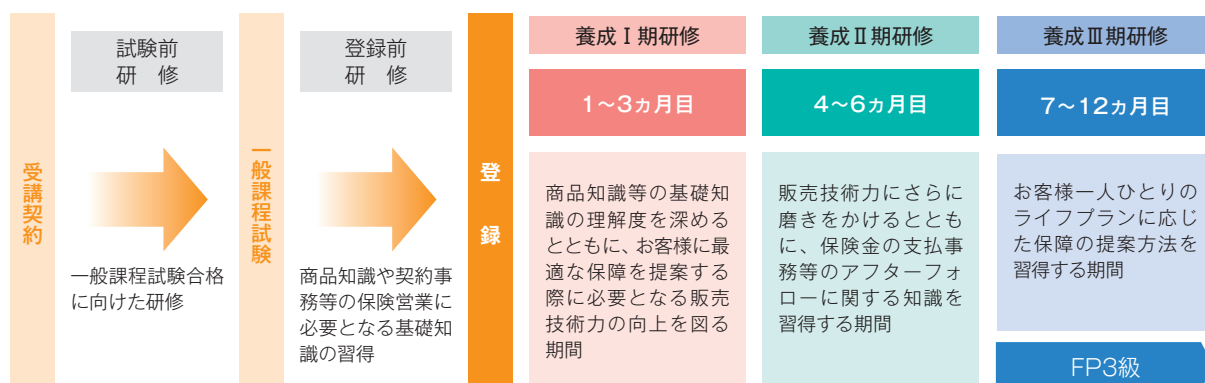 受講契約
試験前
研　修
一般課程試験合格
に向けた研修
一般課程試験
登録前
研　修
商品知識や契約事
務等の保険営業に
必要となる基礎知
識の習得
登　録
養成Ⅰ期研修
1～3ヵ月目
商品知識等の基礎知
識の理解度を深める
とともに、お客様に最
適な保障を提案する
際に必要となる販売
技術力の向上を図る
期間
養成Ⅱ期研修
4～6ヵ月目
販売技術力にさらに
磨きをかけるととも
に、保険金の支払事
務等のアフターフォ
ローに関する知識を
習得する期間
養成Ⅲ期研修
7～12ヵ月目
お客様一人ひとりの
ライフプランに応じ
た保障の提案方法を
習得する期間
FP3級